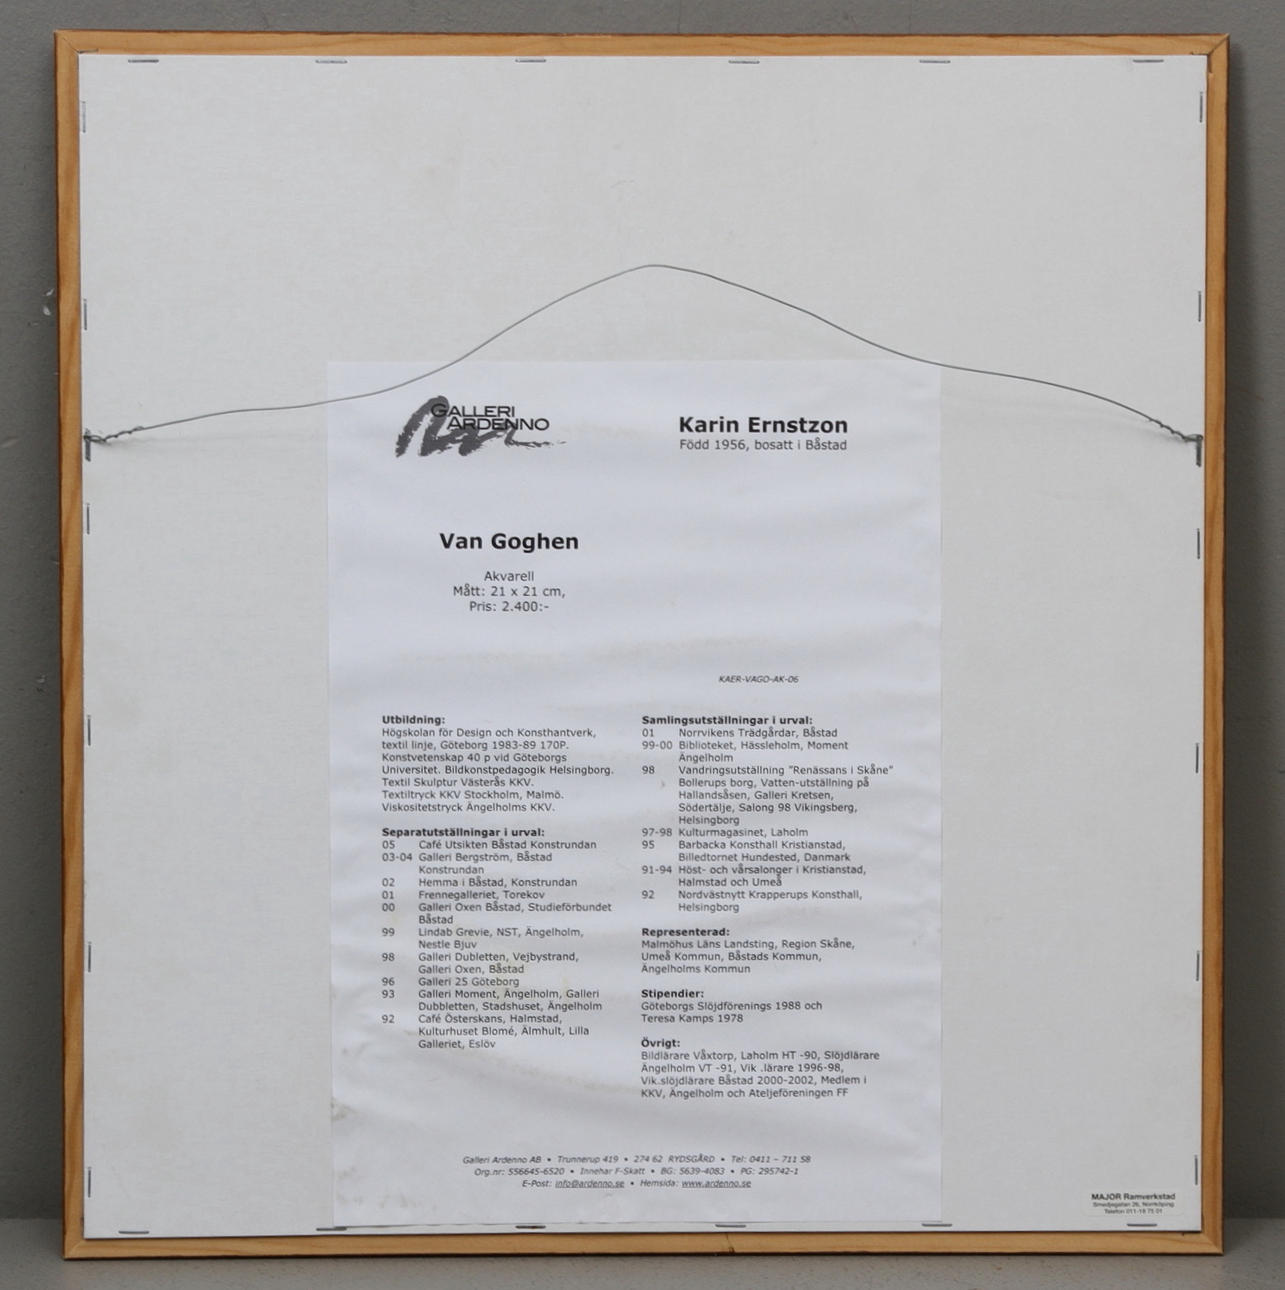 GALLERI
ARDENNO
Karin Ernstzon
Född 1956, bosatt i Båstad
Van Goghen
Akvarell
Mått: 21 x 21 cm,
Pris: 2.400:-
KAER-VAGO-AK-06
Utbildning:
Högskolan för Design och Konsthantverk,
textil linje, Göteborg 1983-89 170P.
Konstvetenskap 40 p vid Göteborgs
Universitet. Bildkonstpedagogik Helsingborg.
Textil Skulptur Västerås KKV.
Textiltryck KKV Stockholm, Malmö.
Viskositetstryck Ängelholms KKV.
Separatutställningar i urval:
05 Café Utsikten Båstad Konstrundan
03-04 Galleri Bergström, Båstad
Konstrundan
02 Hemma i Båstad, Konstrundan
01 Frennegalleriet, Torekov
00 Galleri Oxen Båstad, Studieförbundet
Båstad
99 Lindab Grevie, NST, Ängelholm,
Nestle Bjuv
98 Galleri Dubletten, Vejbystrand,
Galleri Oxen, Båstad
96 Galleri 25 Göteborg
93 Galleri Moment, Ängelholm, Galleri
Dubbletten, Stadshuset, Ängelholm
92 Café Österskans, Halmstad,
Kulturhuset Blomé, Älmhult, Lilla
Galleriet, Eslöv
Samlingsutställningar i urval:
01 Norrvikens Trädgårdar, Båstad
99-00 Biblioteket, Hässleholm, Moment
Ängelholm
98 Vandringsutställning "Renässans i Skåne"
Bollerups borg, Vatten-utställning på
Hallandsåsen, Galleri Kretsen,
Södertälje, Salong 98 Vikingsberg,
Helsingborg
97-98 Kulturmagasinet, Laholm
95 Barbacka Konsthall Kristianstad,
Billedtornet Hundested, Danmark
91-94 Höst- och vårsalonger i Kristianstad,
Halmstad och Umeå
92 Nordvästnytt Krapperups Konsthall,
Helsingborg
Representerad:
Malmöhus Läns Landsting, Region Skåne,
Umeå Kommun, Båstads Kommun,
Ängelholms Kommun
Stipendier:
Göteborgs Slöjdförenings 1988 och
Teresa Kamps 1978
Övrigt:
Bildlärare Våxtorp, Laholm HT -90, Slöjdlärare
Ängelholm VT -91, Vik .lärare 1996-98,
Vik.slöjdlärare Båstad 2000-2002, Medlem i
KKV, Ängelholm och Ateljeföreningen FF
Galleri Ardenno AB • Trunnerup 419 • 274 62 RYDSGÅRD • Tel: 0411 – 711 58
Org.nr: 556645-6520 • Innehar F-Skatt • BG: 5639-4083 • PG: 295742-1
E-Post: info@ardenno.se • Hemsida: www.ardenno.se
MAJOR Ramverkstad
Smedjegatan 26, Norrköping
Telefon 011-18 75 01